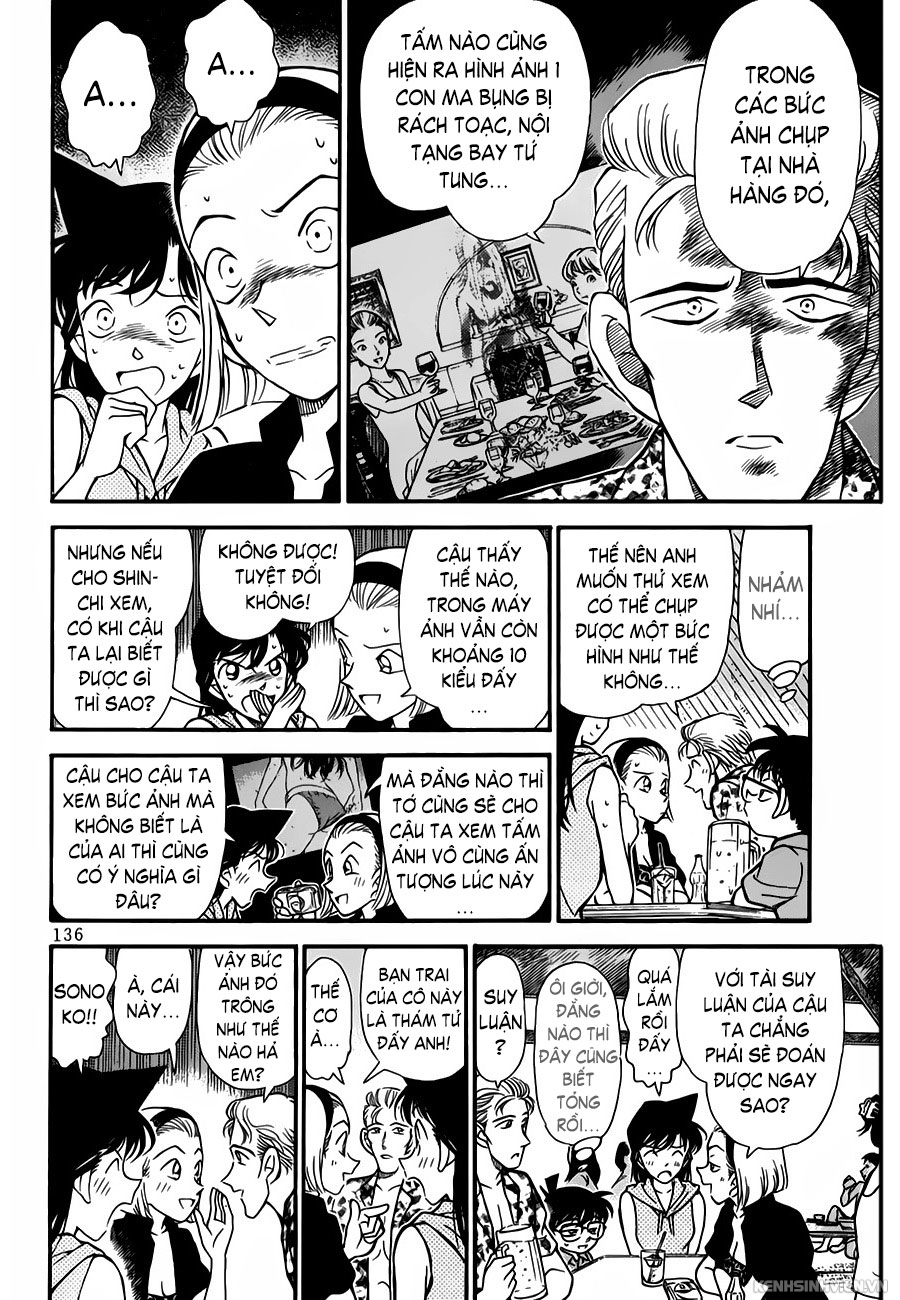 TRONG
CÁC BỨC
ẢNH CHỤP
TẠI NHÀ
HÀNG ĐÓ,
TẤM NÀO CŨNG
HIỆN RA HÌNH ẢNH 1
CON MA BỤNG BỊ
RÁCH TOẠC, NỘI
TẠNG BAY TỨ
TUNG...
A...
A...
NHẢM
NHÍ...
THẾ NÊN ANH
MUỐN THỬ XEM
CÓ THỂ CHỤP
ĐƯỢC MỘT BỨC
HÌNH NHƯ THẾ
KHÔNG...
CẬU THẤY
THẾ NÀO,
TRONG MÁY
ẢNH VẪN CÒN
KHOẢNG 10
KIỂU ĐẤY
...
KHÔNG ĐƯỢC!
TUYỆT ĐỐI
KHÔNG!
NHƯNG NẾU
CHO SHIN-
CHI XEM,
CÓ KHI CẬU
TA LẠI BIẾT
ĐƯỢC GÌ
THÌ SAO?
MÀ ĐẰNG NÀO THÌ
TỚ CŨNG SẼ CHO
CẬU TA XEM TẤM
ẢNH VÔ CÙNG ẤN
TƯỢNG LÚC NÀY
...
CẬU CHO CẬU TA
XEM BỨC ẢNH MÀ
KHÔNG BIẾT LÀ
CỦA AI THÌ CŨNG
CÓ Ý NGHĨA GÌ
ĐÂU?
136
VỚI TÀI SUY
LUẬN CỦA CẬU
TA CHẲNG
PHẢI SẼ ĐOÁN
ĐƯỢC NGAY
SAO?
QUÁ
LẮM
RỒI ĐẤY
...
ÔI GIỜI,
ĐẰNG
NÀO THÌ
ĐÂY CŨNG
BIẾT
TỎNG
RỒI...
SUY
LUẬN
?
BẠN TRAI
CỦA CÔ NÀY
LÀ THÁM TỬ
ĐẤY ANH!
THẾ
CƠ
À...
VẬY BỨC
ẢNH ĐÓ
TRÔNG
NHƯ THẾ
NÀO HẢ
EM?
À, CÁI
NÀY...
SONO
KO!!
KENHSINHVIEN.VN